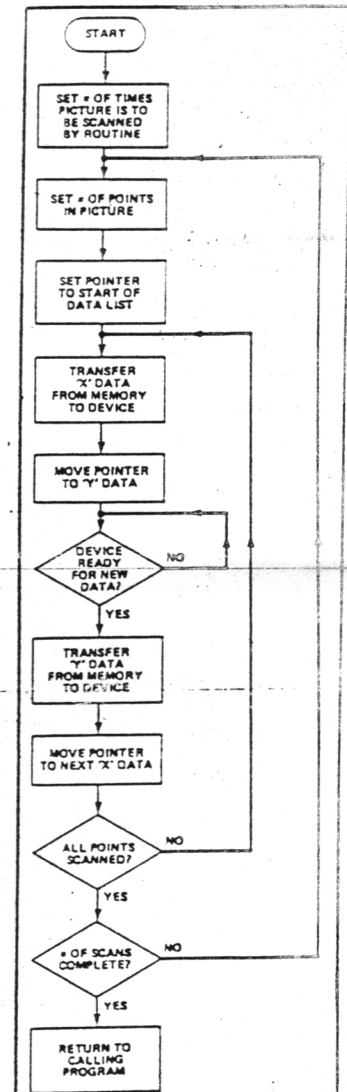 START
SET # OF TIMES
PICTURE IS TO
BE SCANNED
BY ROUTINE
SET # OF POINTS
IN PICTURE
SET POINTER
TO START OF
DATA LIST
TRANSFER
'X' DATA
FROM MEMORY
TO DEVICE
MOVE POINTER
TO 'Y' DATA
DEVICE
READY
FOR NEW
DATA?
NO
YES
TRANSFER
'Y' DATA
FROM MEMORY
TO DEVICE
MOVE POINTER
TO NEXT 'X' DATA
ALL POINTS
SCANNED?
NO
YES
# OF SCANS
COMPLETE?
NO
YES
RETURN TO
CALLING
PROGRAM